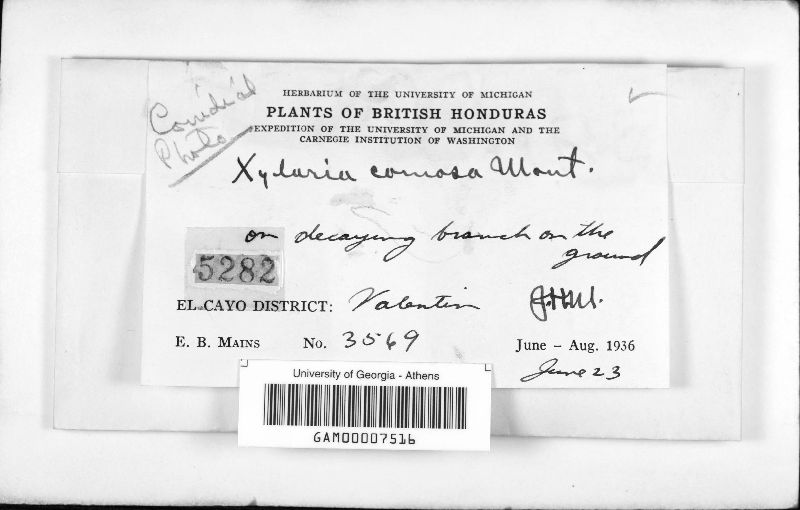 Conidial
Photo
HERBARIUM OF THE UNIVERSITY OF MICHIGAN
PLANTS OF BRITISH HONDURAS
EXPEDITION OF THE UNIVERSITY OF MICHIGAN AND THE
CARNEGIE INSTITUTION OF WASHINGTON
Xylaria comosa Mont.
on decaying branch on the
ground
5282
EL CAYO DISTRICT: Valentin J.H.M.
E. B. MAINS No. 3569 June - Aug. 1936
June 23
University of Georgia - Athens
GAM00007516